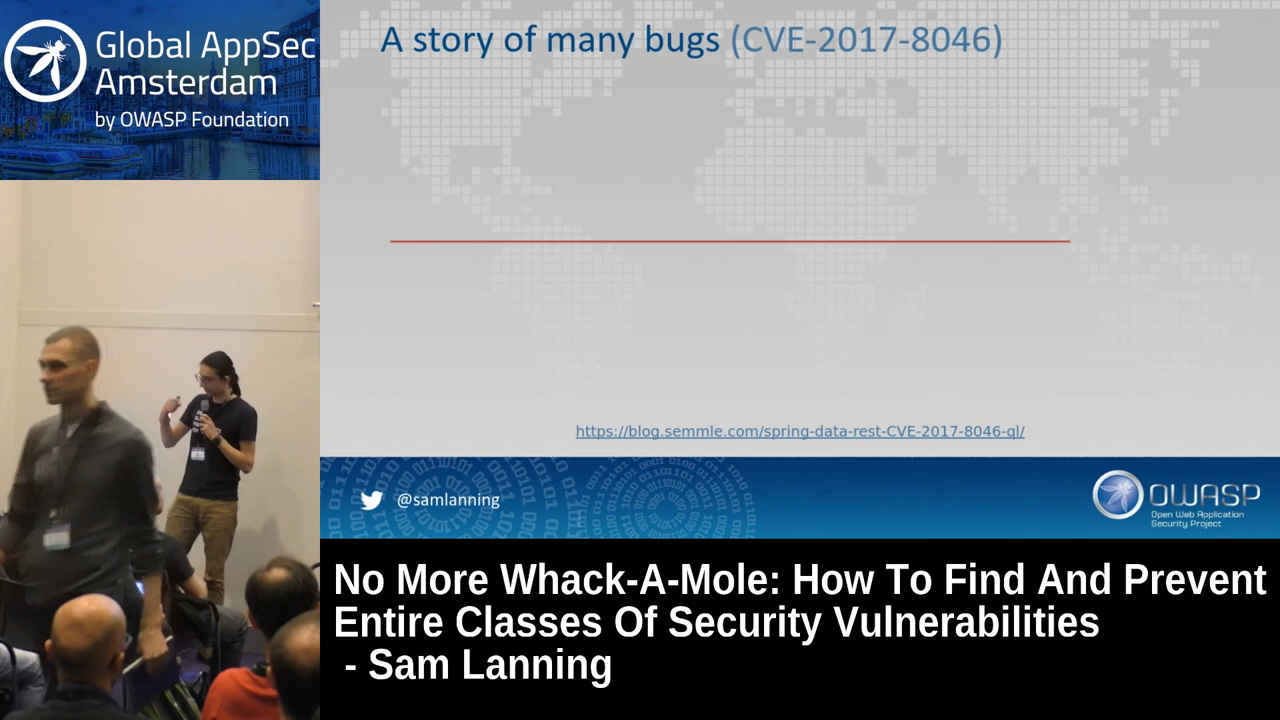 Global AppSec
Amsterdam
by OWASP Foundation
A story of many bugs (CVE-2017-8046)
https://blog.semmle.com/spring-data-rest-CVE-2017-8046-ql/
@samlanning
OWASP
Open Web Application
Security Project
No More Whack-A-Mole: How To Find And Prevent
Entire Classes Of Security Vulnerabilities
- Sam Lanning